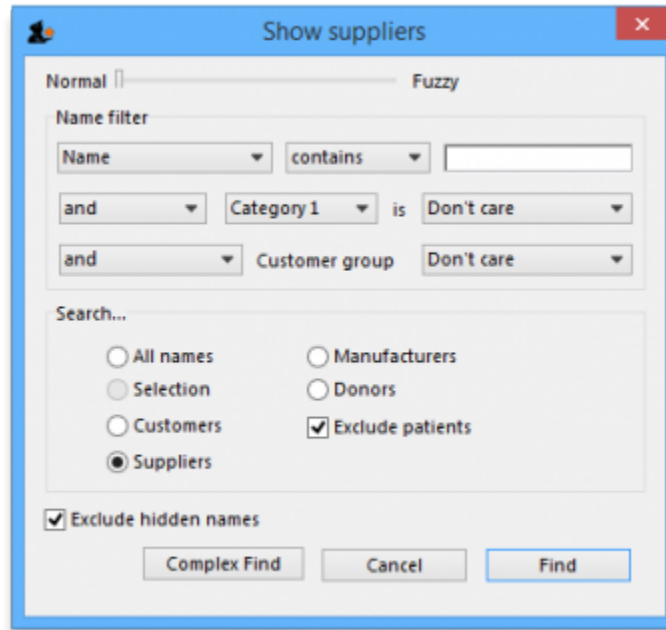 Show suppliers
Normal Fuzzy
Name filter
Name contains
and Category 1 is Don't care
and Customer group Don't care
Search...
All names Manufacturers
Selection Donors
Customers Exclude patients
Suppliers
Exclude hidden names
Complex Find Cancel Find